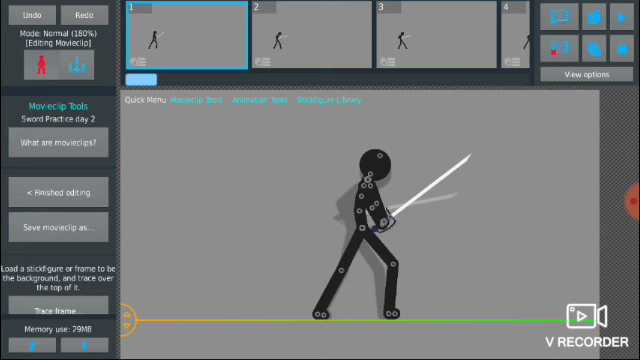 Undo
Redo
Mode: Normal (180%)
[Editing Movieclip]
Movieclip Tools
Sword Practice day 2
What are movieclips?
< Finished editing
Save movieclip as...
Load a stickfigure or frame to be
the background, and trace over
the top of it.
Trace frame
Memory use: 29MB
1
2
3
4
View options
Quick Menu
Movieclip Tools
Animation Tools
Stickfigure Library
V RECORDER